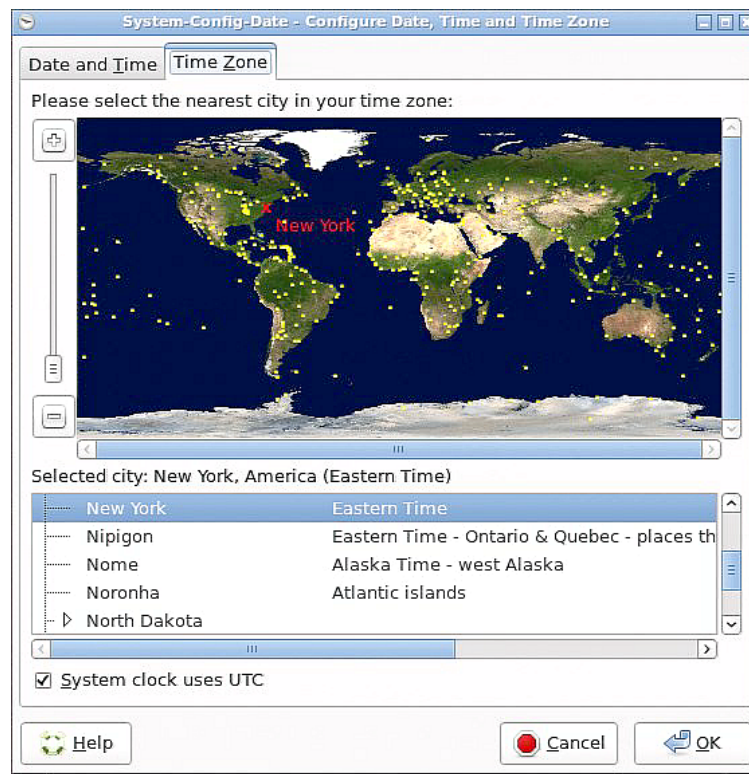 System-Config-Date - Configure Date, Time and Time Zone
Date and Time Time Zone
Please select the nearest city in your time zone:
New York
Selected city: New York, America (Eastern Time)
New York Eastern Time
Nipigon Eastern Time - Ontario & Quebec - places th
Nome Alaska Time - west Alaska
Noronha Atlantic islands
North Dakota
System clock uses UTC
Help Cancel OK